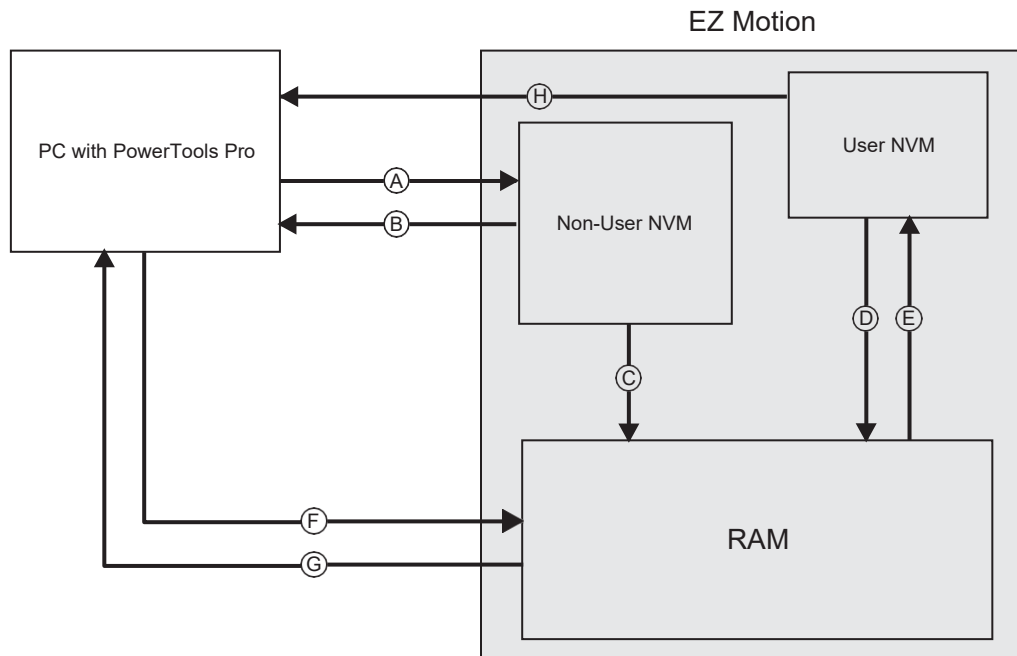 EZ Motion
H
PC with PowerTools Pro
User NVM
A
B
Non-User NVM
D
E
C
F
RAM
G